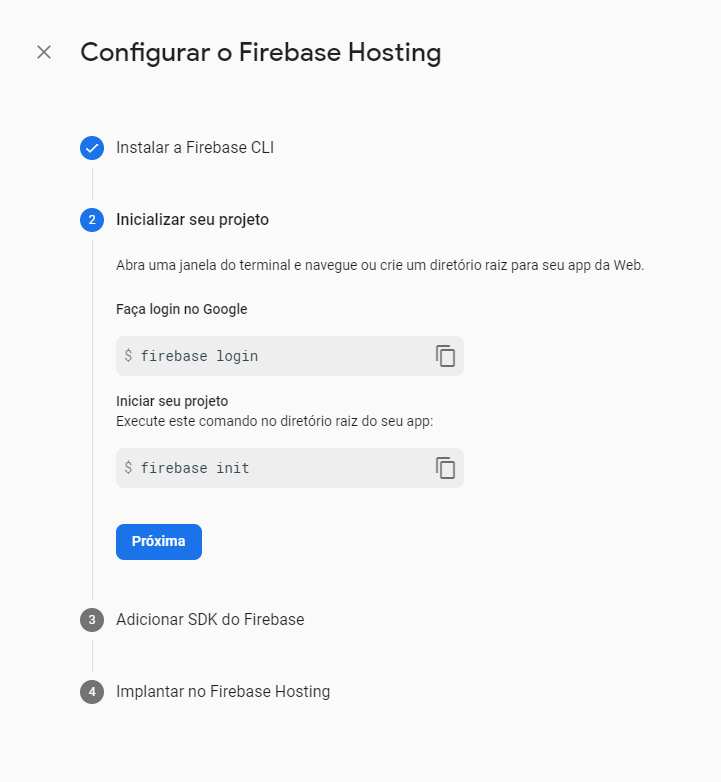 Configurar o Firebase Hosting
Instalar a Firebase CLI
2 Inicializar seu projeto
Abra uma janela do terminal e navegue ou crie um diretório raiz para seu app da Web.
Faça login no Google
$ firebase login
Iniciar seu projeto
Execute este comando no diretório raiz do seu app:
$ firebase init
Próxima
3 Adicionar SDK do Firebase
4 Implantar no Firebase Hosting